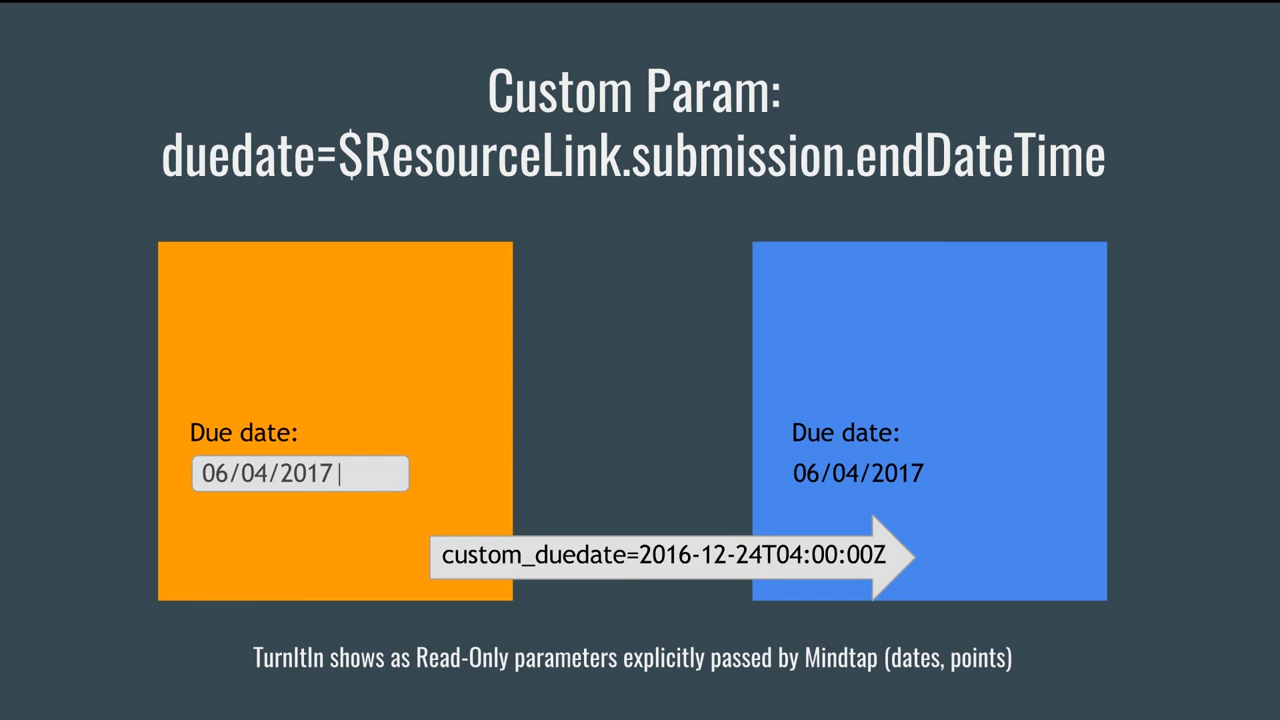 Custom Param:
duedate=$ResourceLink.submission.endDateTime
Due date:
06/04/2017
Due date:
06/04/2017
custom_duedate=2016-12-24T04:00:00Z
TurnItIn shows as Read-Only parameters explicitly passed by Mindtap (dates, points)